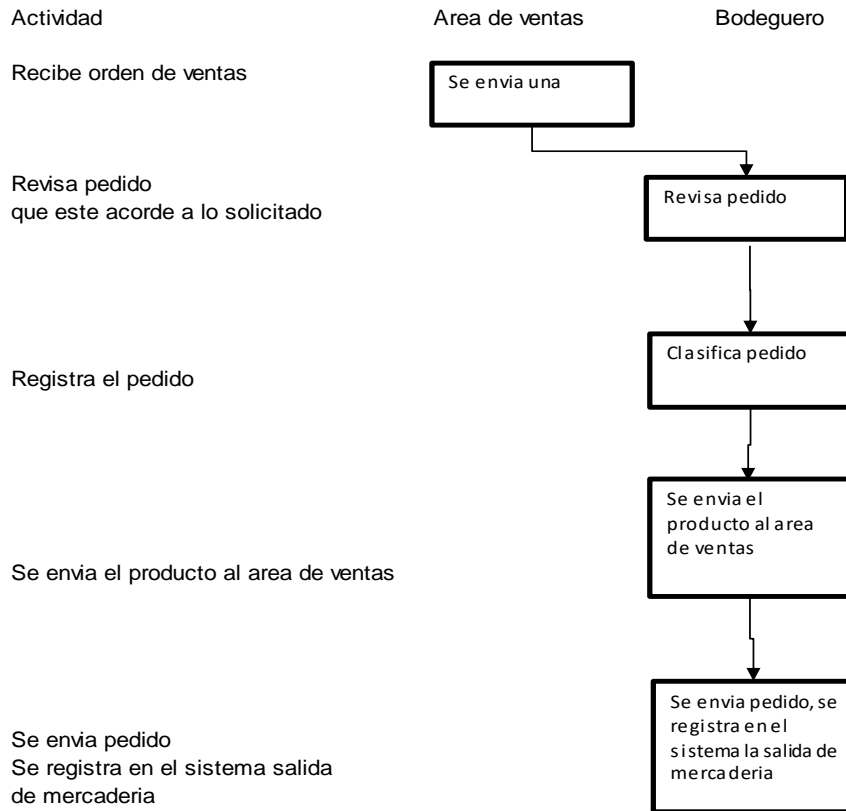 Actividad
Area de ventas
Bodeguero
Recibe orden de ventas
Se envia una
Revisa pedido
que este acorde a lo solicitado
Revisa pedido
Clasifica pedido
Registra el pedido
Se envia el
producto al area
de ventas
Se envia el producto al area de ventas
Se envia pedido, se
registra en el
sistema la salida de
mercaderia
Se envia pedido
Se registra en el sistema salida
de mercaderia